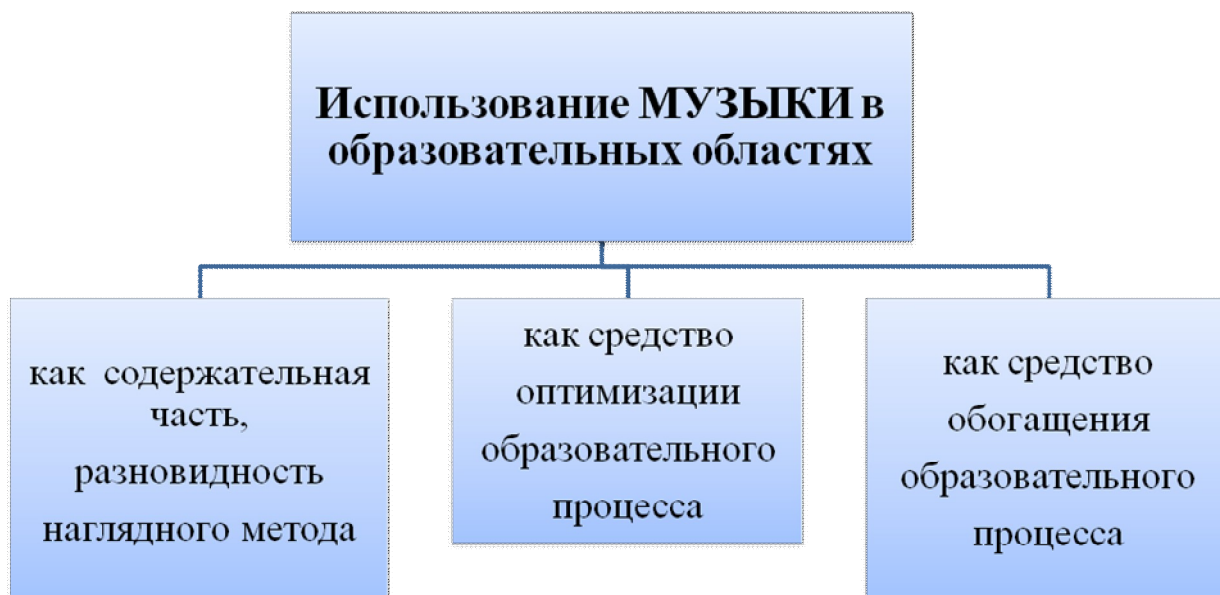 Использование МУЗЫКИ в
образовательных областях
как содержательная
часть,
разновидность
наглядного метода
как средство
оптимизации
образовательного
процесса
как средство
обогащения
образовательного
процесса